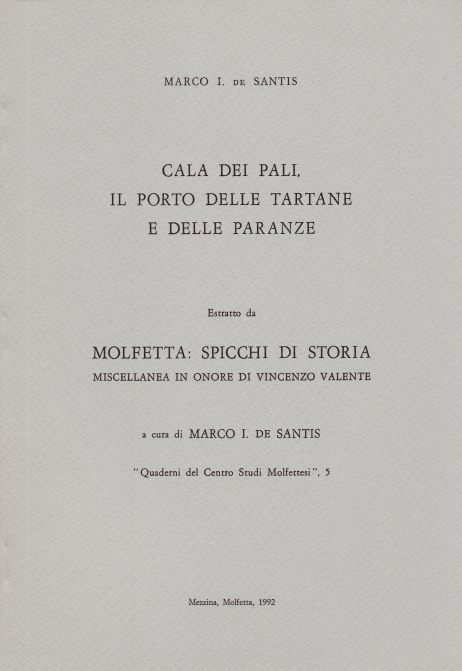 MARCO I. DE SANTIS
CALA DEI PALI,
IL PORTO DELLE TARTANE
E DELLE PARANZE
Estratto da
MOLFETTA: SPICCHI DI STORIA
MISCELLANEA IN ONORE DI VINCENZO VALENTE
a cura di MARCO I. DE SANTIS
"Quaderni del Centro Studi Molfettesi", 5
Mezzina, Molfetta, 1992